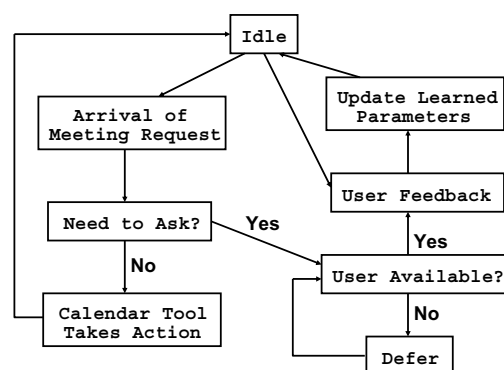 Idle
Arrival of
Meeting Request
Update Learned
Parameters
User Feedback
Need to Ask?
Yes
Yes
No
User Available?
Calendar Tool
Takes Action
No
Defer